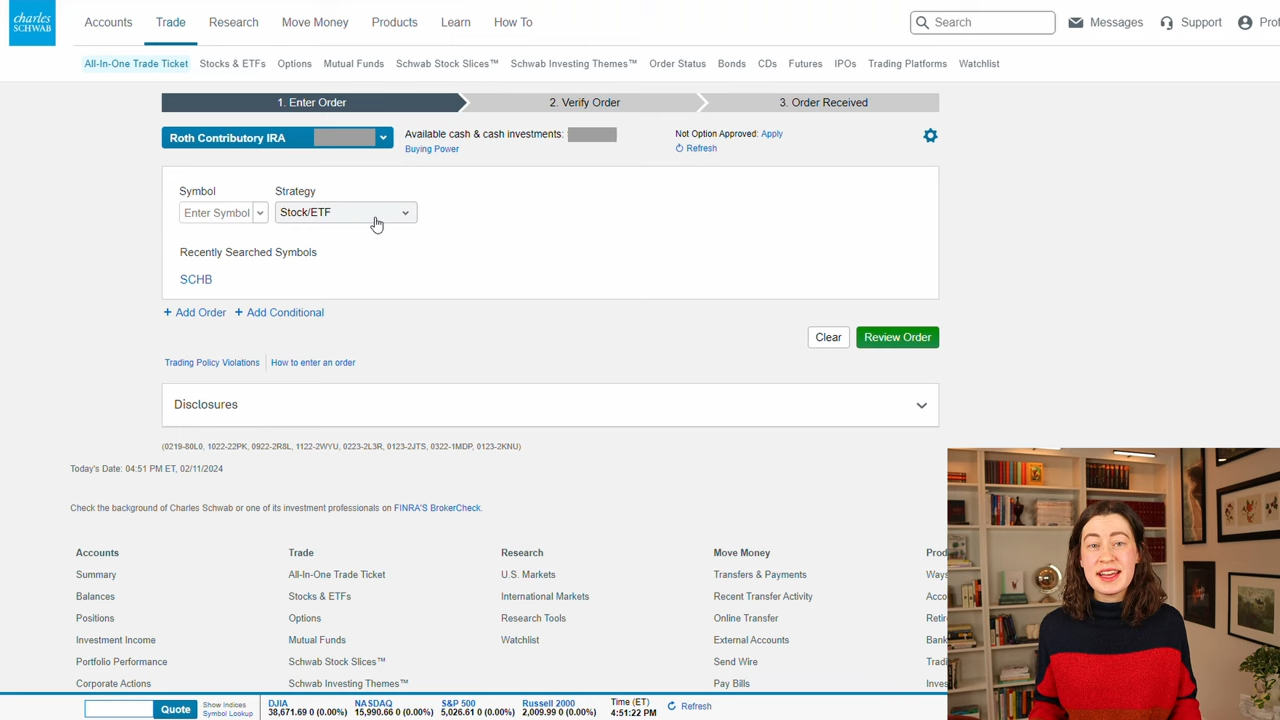 charles
SCHWAB
Accounts Trade Research Move Money Products Learn How To
Search Messages Support Prof
All-In-One Trade Ticket Stocks & ETFs Options Mutual Funds Schwab Stock Slices™ Schwab Investing Themes™ Order Status Bonds CDs Futures IPOs Trading Platforms Watchlist
1. Enter Order 2. Verify Order 3. Order Received
Roth Contributory IRA Available cash & cash investments: Not Option Approved: Apply
Buying Power Refresh
Symbol Strategy
Enter Symbol Stock/ETF
Recently Searched Symbols
SCHB
+ Add Order + Add Conditional
Clear Review Order
Trading Policy Violations How to enter an order
Disclosures
(0219-80L0, 1022-22PK, 0922-2R8L, 1122-2WYU, 0223-2L3R, 0123-2JTS, 0322-1MDP, 0123-2KNU)
Today's Date: 04:51 PM ET, 02/11/2024
Check the background of Charles Schwab or one of its investment professionals on FINRA'S BrokerCheck.
Accounts Trade Research Move Money Prod
Summary All-In-One Trade Ticket U.S. Markets Transfers & Payments Ways
Balances Stocks & ETFs International Markets Recent Transfer Activity Acco
Positions Options Research Tools Online Transfer Retir
Investment Income Mutual Funds Watchlist External Accounts Bank
Portfolio Performance Schwab Stock Slices™ Send Wire Tradi
Corporate Actions Schwab Investing Themes™ Pay Bills Inves
Quote Show Indices DJIA NASDAQ S&P 500 Russell 2000 Time (ET) Refresh
Symbol Lookup 38,671.69 0 (0.00%) 15,990.66 0 (0.00%) 5,026.61 0 (0.00%) 2,009.99 0 (0.00%) 4:51:22 PM